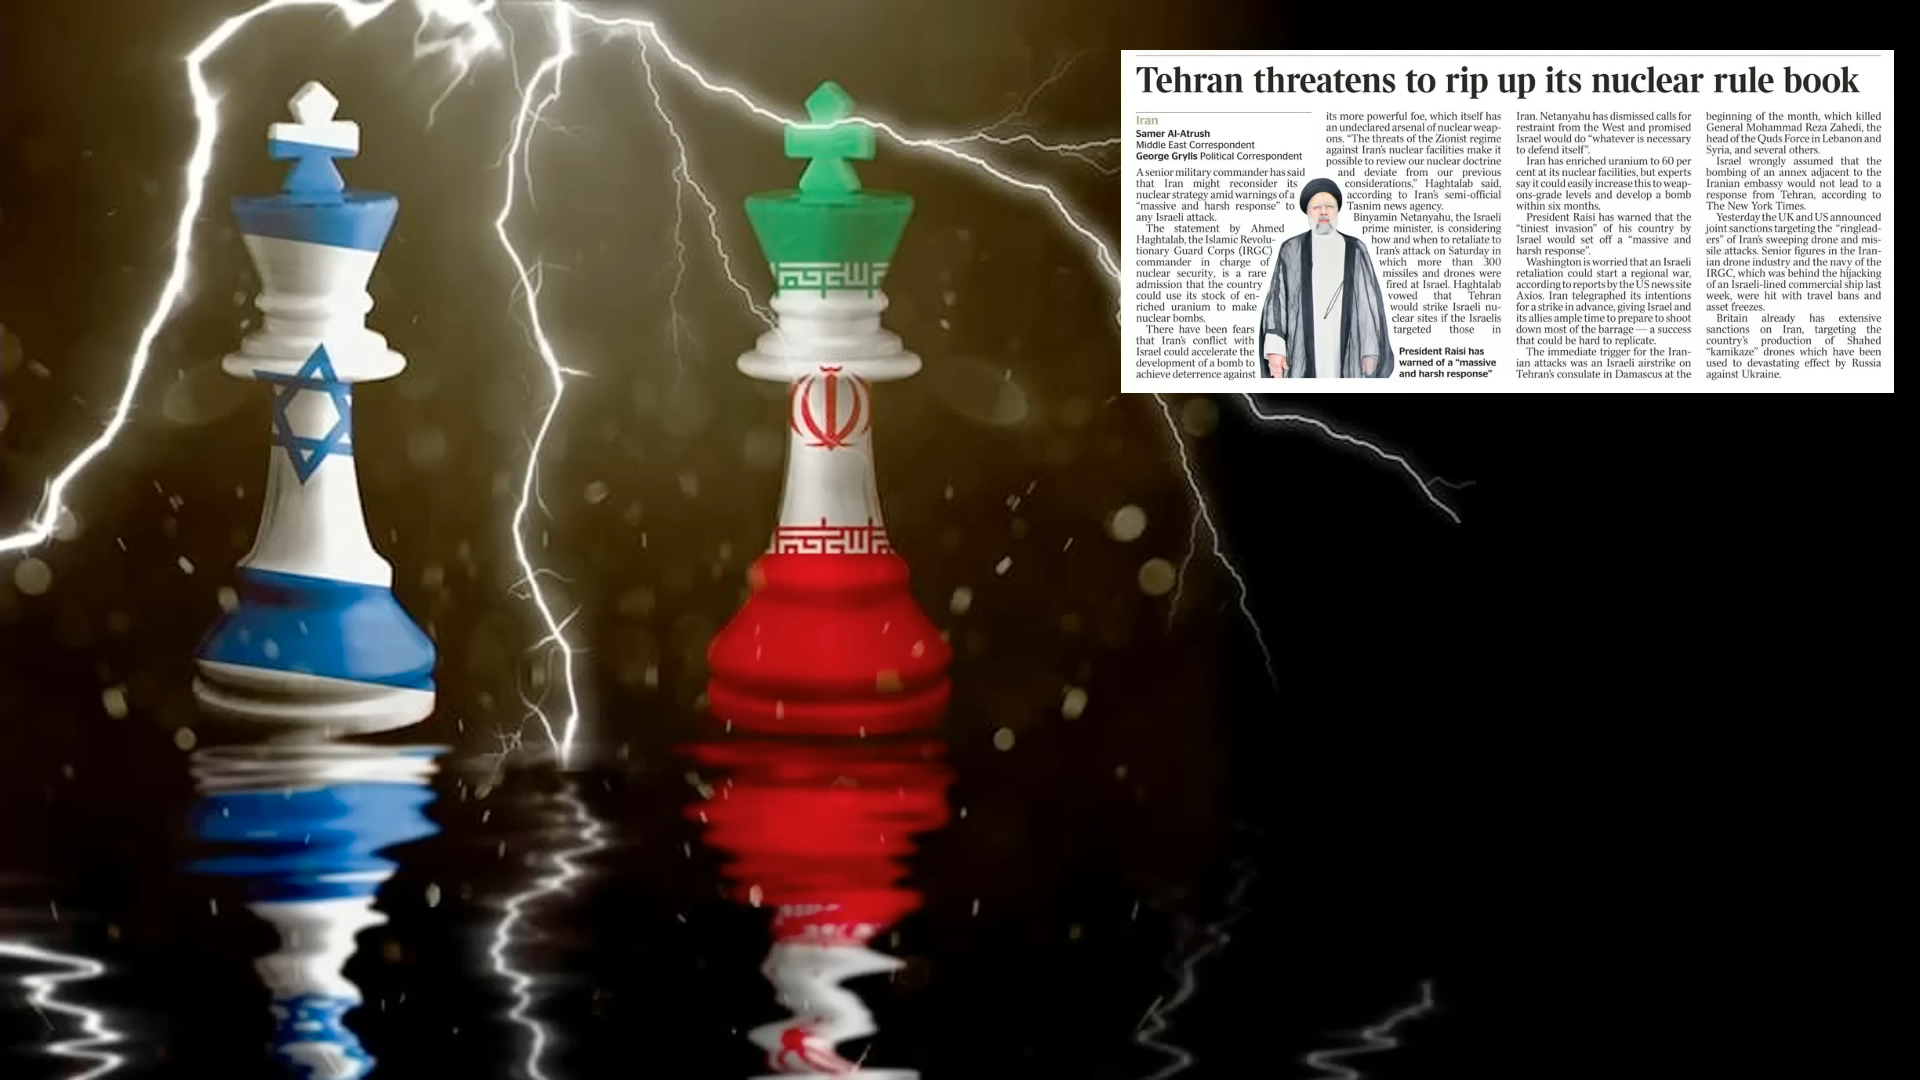 Tehran threatens to rip up its nuclear rule book
Iran
Samer Al-Atrush
Middle East Correspondent
George Grylls Political Correspondent
A senior military commander has said
that Iran might reconsider its
nuclear strategy amid warnings of a
“massive and harsh response” to
any Israeli attack.
The statement by Ahmed
Haghtalab, the Islamic Revolu-
tionary Guard Corps (IRGC)
commander in charge of
nuclear security, is a rare
admission that the country
could use its stock of en-
riched uranium to make
nuclear bombs.
There have been fears
that Iran’s conflict with
Israel could accelerate the
development of a bomb to
achieve deterrence against
its more powerful foe, which itself has
an undeclared arsenal of nuclear weap-
ons. “The threats of the Zionist regime
against Iran’s nuclear facilities make it
possible to review our nuclear doctrine
and deviate from our previous
considerations,” Haghtalab said,
according to Iran’s semi-official
Tasnim news agency.
Binyamin Netanyahu, the Israeli
prime minister, is considering
how and when to retaliate to
Iran’s attack on Saturday in
which more than 300
missiles and drones were
fired at Israel. Haghtalab
vowed that Tehran
would strike Israeli nu-
clear sites if the Israelis
targeted those in
President Raisi has
warned of a “massive
and harsh response”
Iran. Netanyahu has dismissed calls for
restraint from the West and promised
Israel would do “whatever is necessary
to defend itself”.
Iran has enriched uranium to 60 per
cent at its nuclear facilities, but experts
say it could easily increase this to weap-
ons-grade levels and develop a bomb
within six months.
President Raisi has warned that the
“tiniest invasion” of his country by
Israel would set off a “massive and
harsh response”.
Washington is worried that an Israeli
retaliation could start a regional war,
according to reports by the US news site
Axios. Iran telegraphed its intentions
for a strike in advance, giving Israel and
its allies ample time to prepare to shoot
down most of the barrage — a success
that could be hard to replicate.
The immediate trigger for the Iran-
ian attacks was an Israeli airstrike on
Tehran’s consulate in Damascus at the
beginning of the month, which killed
General Mohammad Reza Zahedi, the
head of the Quds Force in Lebanon and
Syria, and several others.
Israel wrongly assumed that the
bombing of an annex adjacent to the
Iranian embassy would not lead to a
response from Tehran, according to
The New York Times.
Yesterday the UK and US announced
joint sanctions targeting the “ringlead-
ers” of Iran’s sweeping drone and mis-
sile attacks. Senior figures in the Iran-
ian drone industry and the navy of the
IRGC, which was behind the hijacking
of an Israeli-lined commercial ship last
week, were hit with travel bans and
asset freezes.
Britain already has extensive
sanctions on Iran, targeting the
country’s production of Shahed
“kamikaze” drones which have been
used to devastating effect by Russia
against Ukraine.